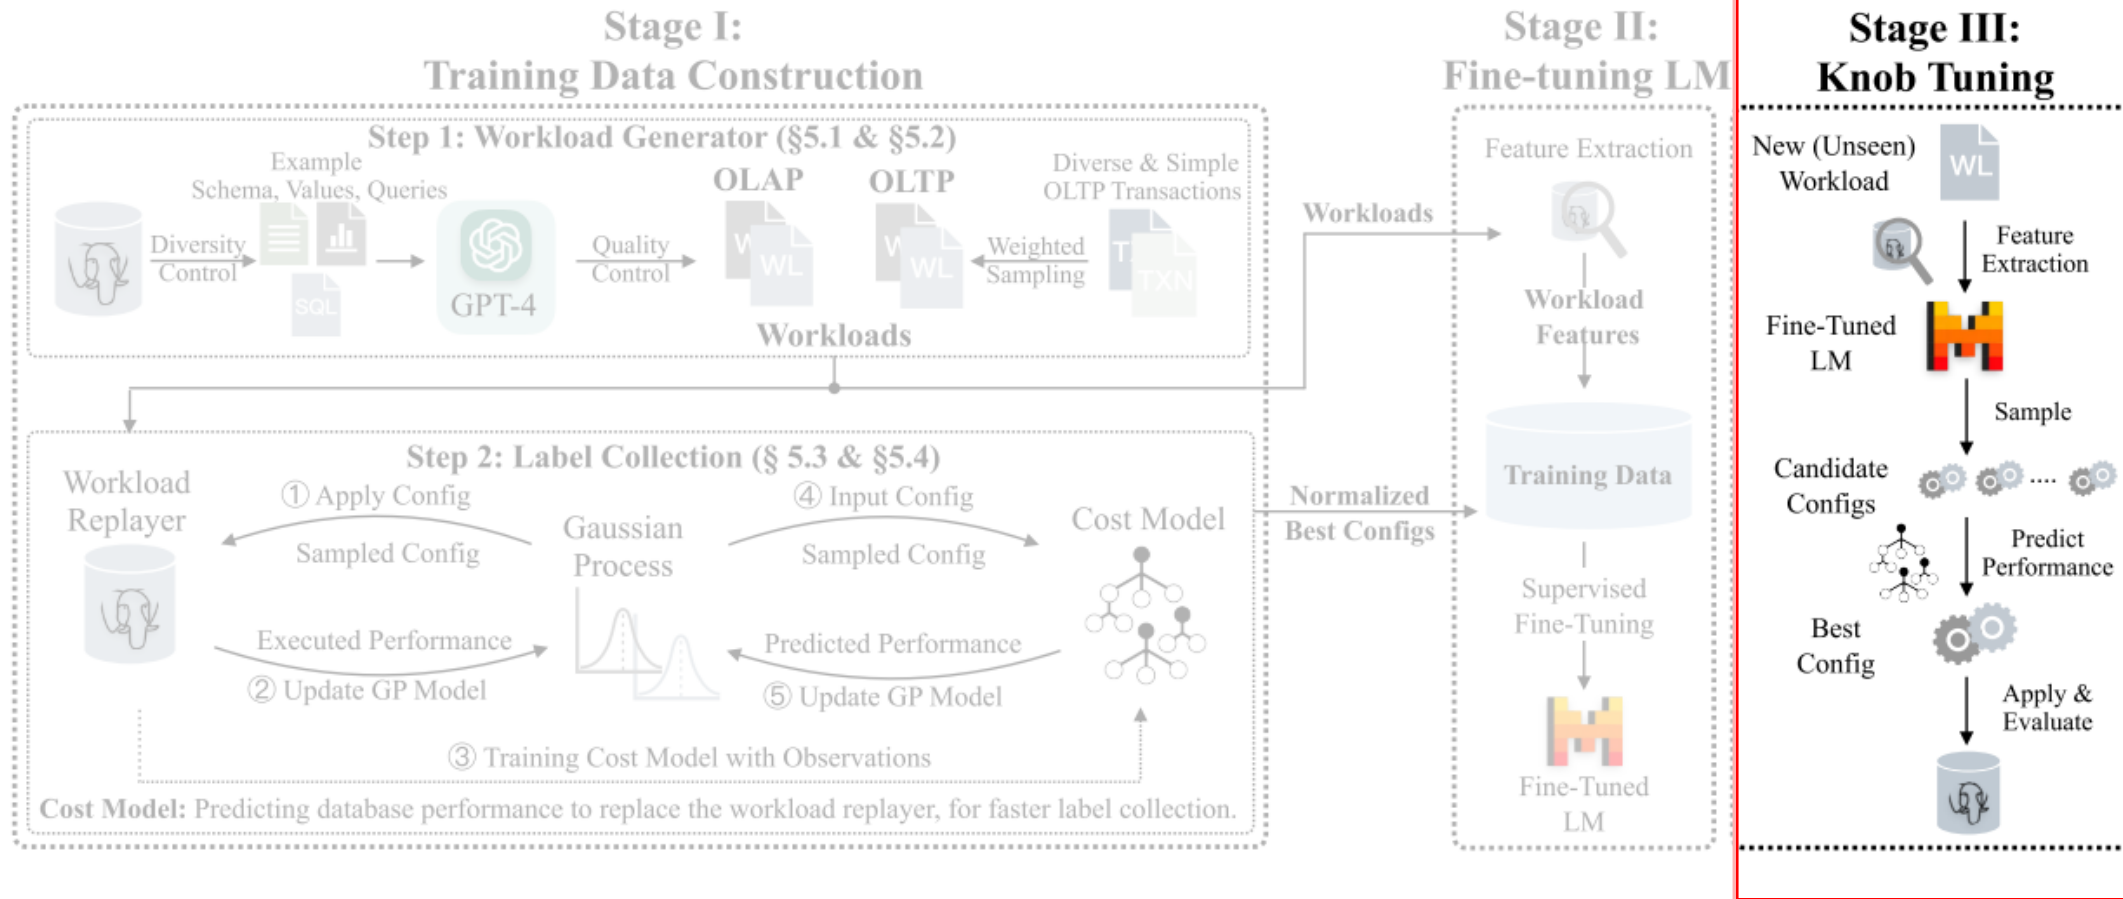 Stage I:
Training Data Construction
Step 1: Workload Generator (§5.1 & §5.2)
Example
Schema, Values, Queries
Diversity
Control
SQL
GPT-4
Quality
Control
OLAP
WL
OLTP
WL
Workloads
Diverse & Simple
OLTP Transactions
Weighted
Sampling
TXN
Step 2: Label Collection (§ 5.3 & §5.4)
Workload
Replayer
① Apply Config
Sampled Config
Executed Performance
② Update GP Model
Gaussian
Process
④ Input Config
Sampled Config
Predicted Performance
⑤ Update GP Model
Cost Model
③ Training Cost Model with Observations
Cost Model: Predicting database performance to replace the workload replayer, for faster label collection.
Workloads
Normalized
Best Configs
Stage II:
Fine-tuning LM
Feature Extraction
Workload
Features
Training Data
Supervised
Fine-Tuning
Fine-Tuned
LM
Stage III:
Knob Tuning
New (Unseen)
Workload
WL
Feature
Extraction
Fine-Tuned
LM
Sample
Candidate
Configs
....
Predict
Performance
Best
Config
Apply &
Evaluate